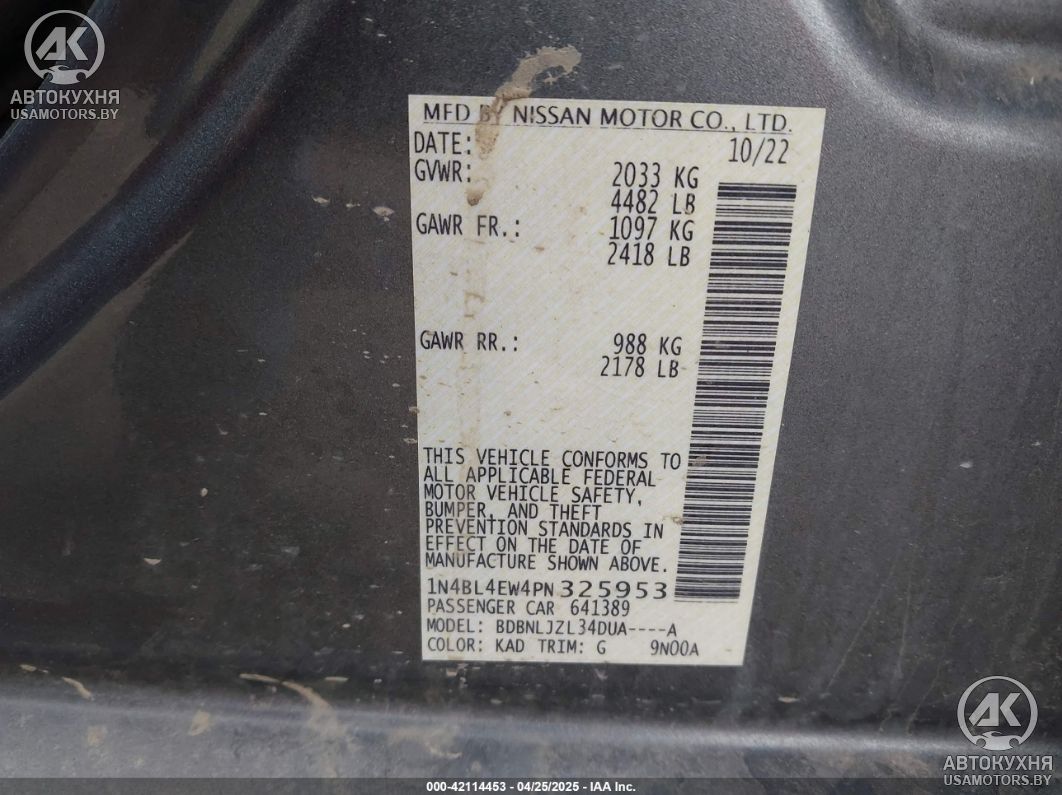 AK
АВТОКУХНЯ
USAMOTORS.BY
MFD BY NISSAN MOTOR CO., LTD.
DATE: 10/22
GVWR: 2033 KG
4482 LB
GAWR FR.: 1097 KG
2418 LB
GAWR RR.: 988 KG
2178 LB
THIS VEHICLE CONFORMS TO
ALL APPLICABLE FEDERAL
MOTOR VEHICLE SAFETY,
BUMPER, AND THEFT
PREVENTION STANDARDS IN
EFFECT ON THE DATE OF
MANUFACTURE SHOWN ABOVE.
1N4BL4EW4PN325953
PASSENGER CAR 641389
MODEL: BDBNLJZL34DUA----A
COLOR: KAD TRIM: G 9N00A
AK
АВТОКУХНЯ
USAMOTORS.BY
000-42114453 - 04/25/2025 - IAA Inc.